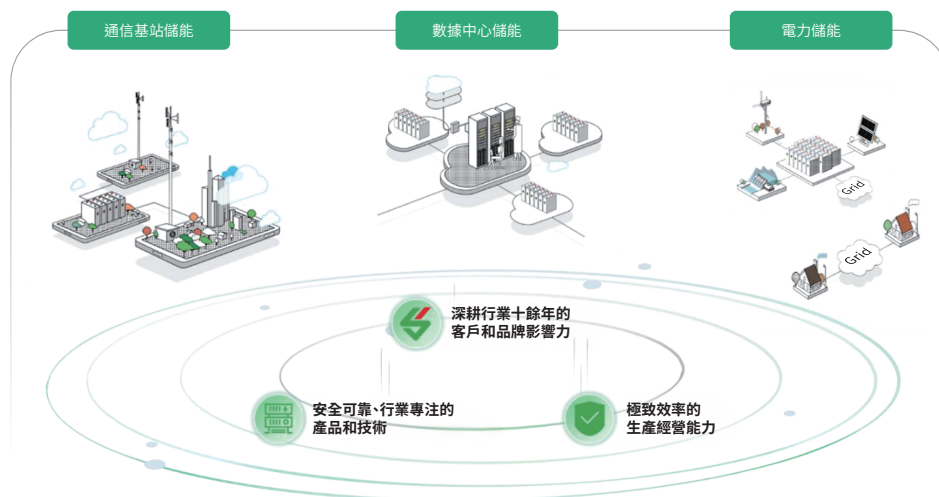 通信基站儲能
數據中心儲能
電力儲能
Grid
Grid
深耕行業十餘年的
客戶和品牌影響力
安全可靠、行業專注的
產品和技術
極致效率的
生產經營能力